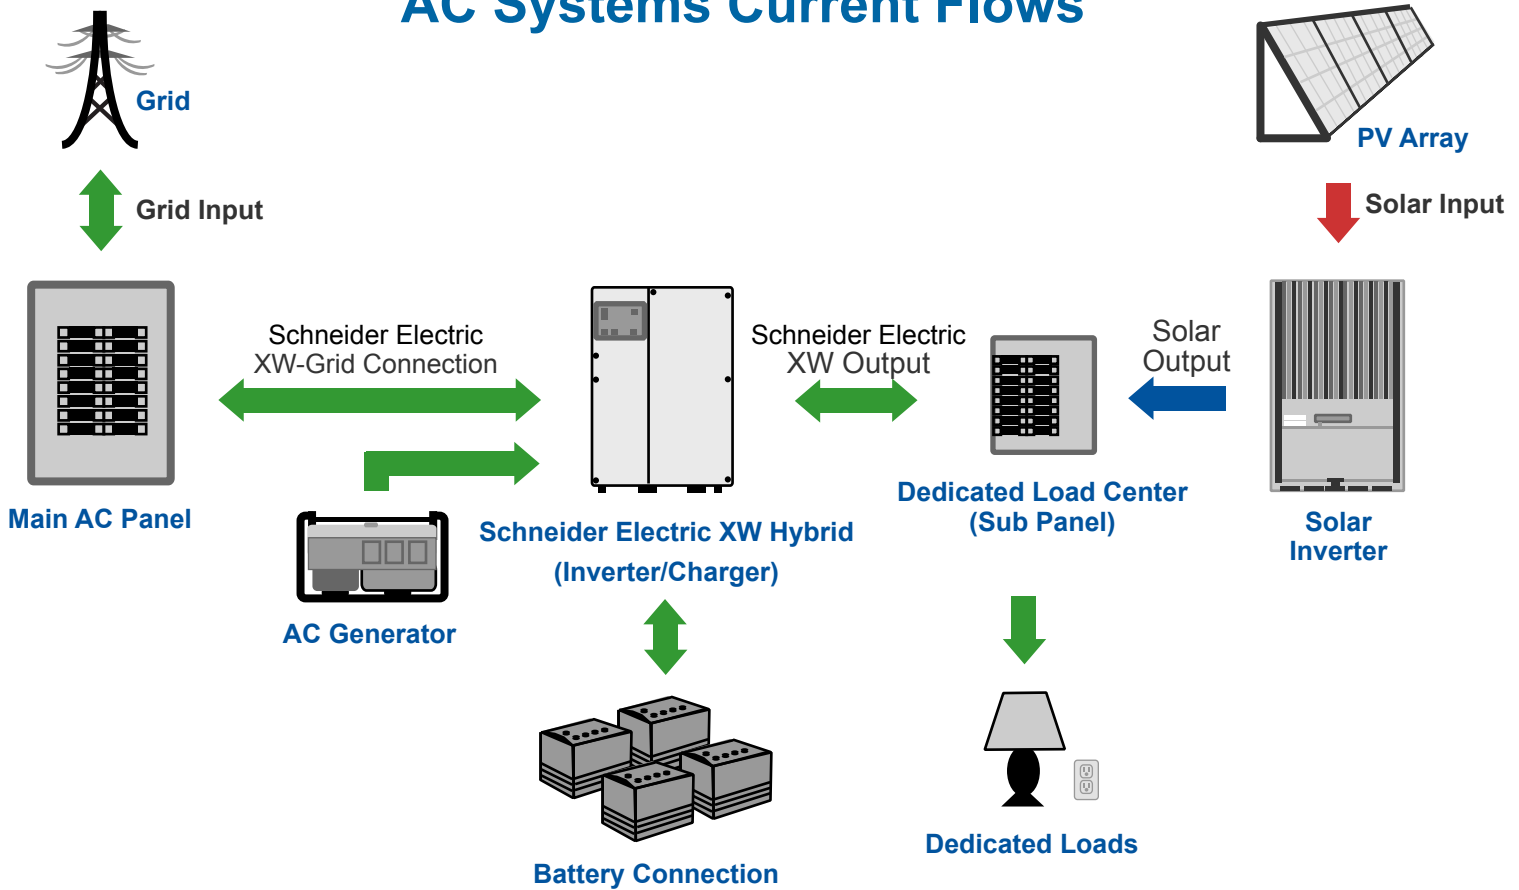 AC Systems Current Flows
Grid
PV Array
Grid Input
Solar Input
Schneider Electric
XW-Grid Connection
Schneider Electric
XW Output
Solar
Output
Main AC Panel
Schneider Electric XW Hybrid
(Inverter/Charger)
Dedicated Load Center
(Sub Panel)
Solar
Inverter
AC Generator
Battery Connection
Dedicated Loads